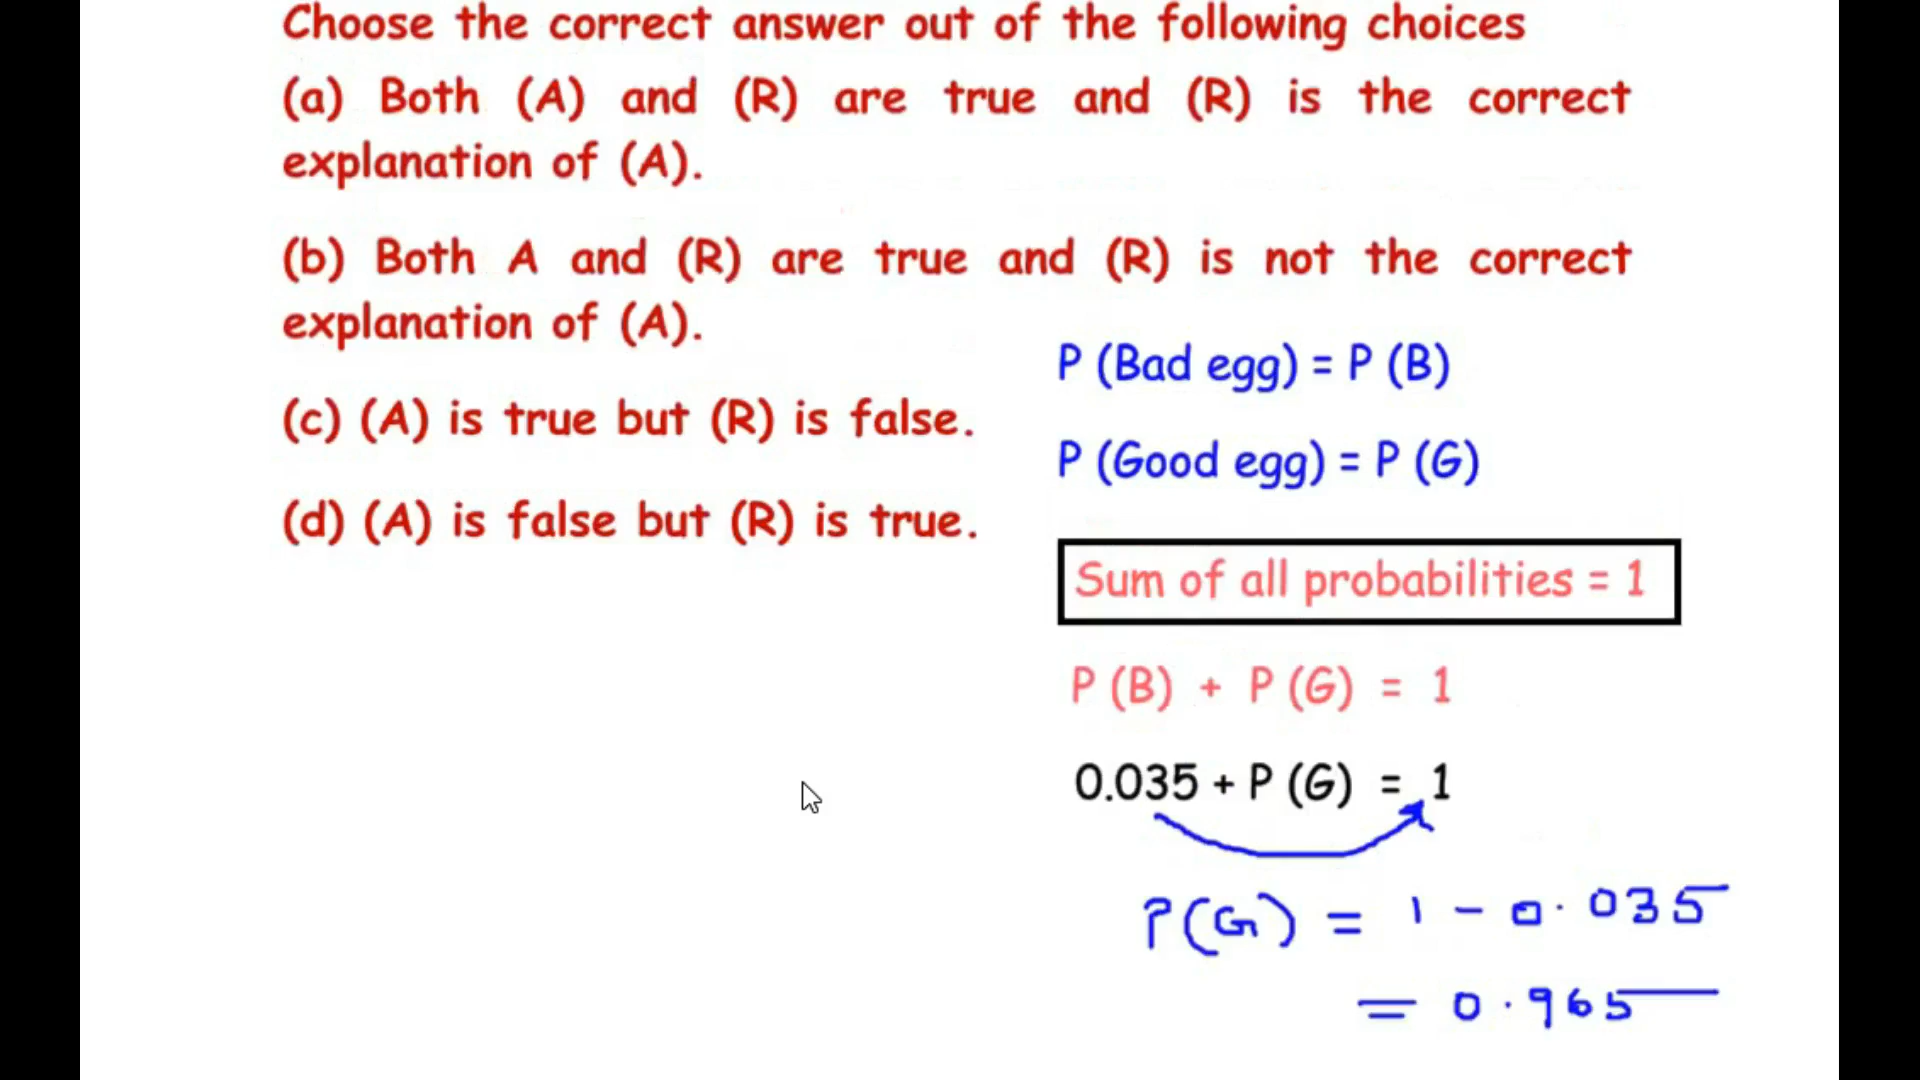 Choose the correct answer out of the following choices
(a) Both (A) and (R) are true and (R) is the correct
explanation of (A).
(b) Both A and (R) are true and (R) is not the correct
explanation of (A).
(c) (A) is true but (R) is false.
(d) (A) is false but (R) is true.
P (Bad egg) = P (B)
P (Good egg) = P (G)
Sum of all probabilities = 1
P (B) + P (G) = 1
0.035 + P (G) = 1
P(G) = 1 - 0.035
= 0.965